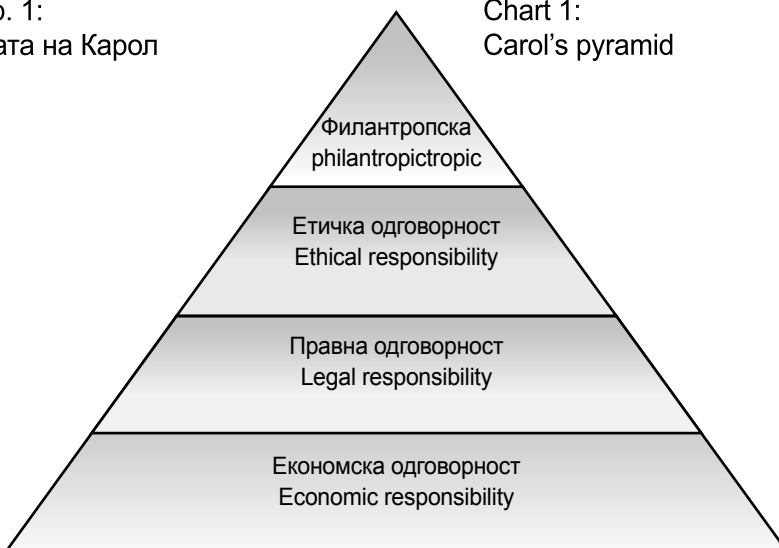 1:
на Карол
Chart 1:
Carol's pyramid
Филантропска
philantropictropic
Етичка одговорност
Ethical responsibility
Правна одговорност
Legal responsibility
Економска одговорност
Economic responsibility